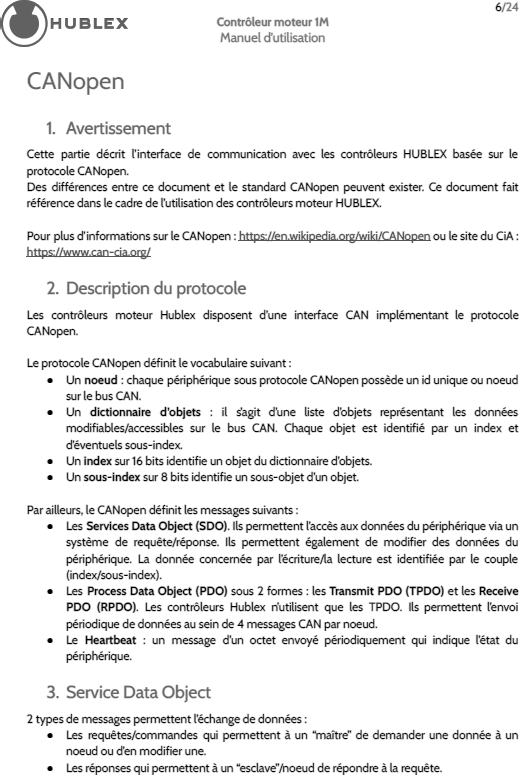 6/24
HUBLEX
Contrôleur moteur 1M
Manuel d'utilisation
CANopen
1. Avertissement
Cette partie décrit l'interface de communication avec les contrôleurs HUBLEX basée sur le
protocole CANopen.
Des différences entre ce document et le standard CANopen peuvent exister. Ce document fait
référence dans le cadre de l'utilisation des contrôleurs moteur HUBLEX.
Pour plus d'informations sur le CANopen : https://en.wikipedia.org/wiki/CANopen ou le site du CiA :
https://www.can-cia.org/
2. Description du protocole
Les contrôleurs moteur Hublex disposent d'une interface CAN implémentant le protocole
CANopen.
Le protocole CANopen définit le vocabulaire suivant :
● Un noeud : chaque périphérique sous protocole CANopen possède un id unique ou noeud
sur le bus CAN.
● Un dictionnaire d'objets : il s'agit d'une liste d'objets représentant les données
modifiables/accessibles sur le bus CAN. Chaque objet est identifié par un index et
d'éventuels sous-index.
● Un index sur 16 bits identifie un objet du dictionnaire d'objets.
● Un sous-index sur 8 bits identifie un sous-objet d'un objet.
Par ailleurs, le CANopen définit les messages suivants :
● Les Services Data Object (SDO). Ils permettent l'accès aux données du périphérique via un
système de requête/réponse. Ils permettent également de modifier des données du
périphérique. La donnée concernée par l'écriture/la lecture est identifiée par le couple
(index/sous-index).
● Les Process Data Object (PDO) sous 2 formes : les Transmit PDO (TPDO) et les Receive
PDO (RPDO). Les contrôleurs Hublex n'utilisent que les TPDO. Ils permettent l'envoi
périodique de données au sein de 4 messages CAN par noeud.
● Le Heartbeat : un message d'un octet envoyé périodiquement qui indique l'état du
périphérique.
3. Service Data Object
2 types de messages permettent l'échange de données :
● Les requêtes/commandes qui permettent à un "maître" de demander une donnée à un
noeud ou d'en modifier une.
● Les réponses qui permettent à un "esclave"/noeud de répondre à la requête.